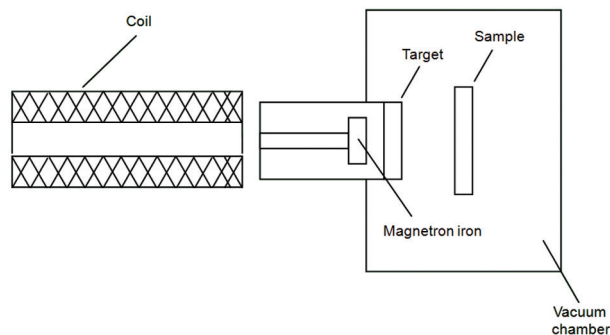 Coil
Sample
Target
Magnetron iron
Vacuum
chamber